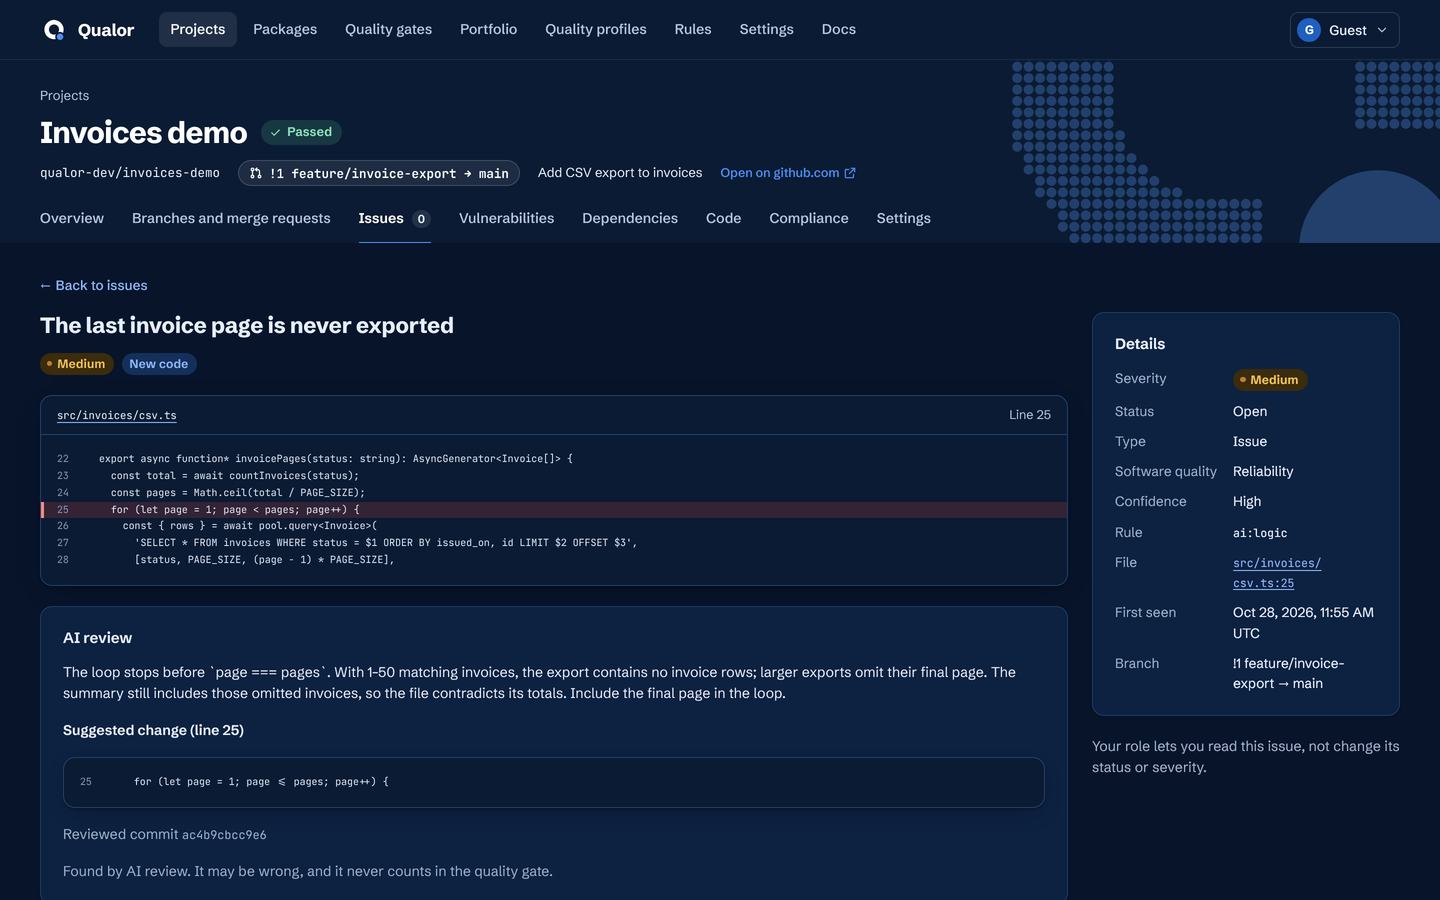 Qualor
Projects
Packages
Quality gates
Portfolio
Quality profiles
Rules
Settings
Docs
G
Guest
Projects
Invoices demo
Passed
qualor-dev/invoices-demo
!1 feature/invoice-export → main
Add CSV export to invoices
Open on github.com
Overview
Branches and merge requests
Issues 0
Vulnerabilities
Dependencies
Code
Compliance
Settings
← Back to issues
The last invoice page is never exported
Medium
New code
src/invoices/csv.ts
Line 25
22 export async function* invoicePages(status: string): AsyncGenerator<Invoice[]> {
23 const total = await countInvoices(status);
24 const pages = Math.ceil(total / PAGE_SIZE);
25 for (let page = 1; page < pages; page++) {
26 const { rows } = await pool.query<Invoice>(
27 'SELECT * FROM invoices WHERE status = $1 ORDER BY issued_on, id LIMIT $2 OFFSET $3',
28 [status, PAGE_SIZE, (page - 1) * PAGE_SIZE],
AI review
The loop stops before `page === pages`. With 1–50 matching invoices, the export contains no invoice rows; larger exports omit their final page. The
summary still includes those omitted invoices, so the file contradicts its totals. Include the final page in the loop.
Suggested change (line 25)
25 for (let page = 1; page <= pages; page++) {
Reviewed commit ac4b9cbcc9e6
Found by AI review. It may be wrong, and it never counts in the quality gate.
Details
Severity
Medium
Status
Open
Type
Issue
Software quality
Reliability
Confidence
High
Rule
ai:logic
File
src/invoices/
csv.ts:25
First seen
Oct 28, 2026, 11:55 AM
UTC
Branch
!1 feature/invoice-
export → main
Your role lets you read this issue, not change its
status or severity.